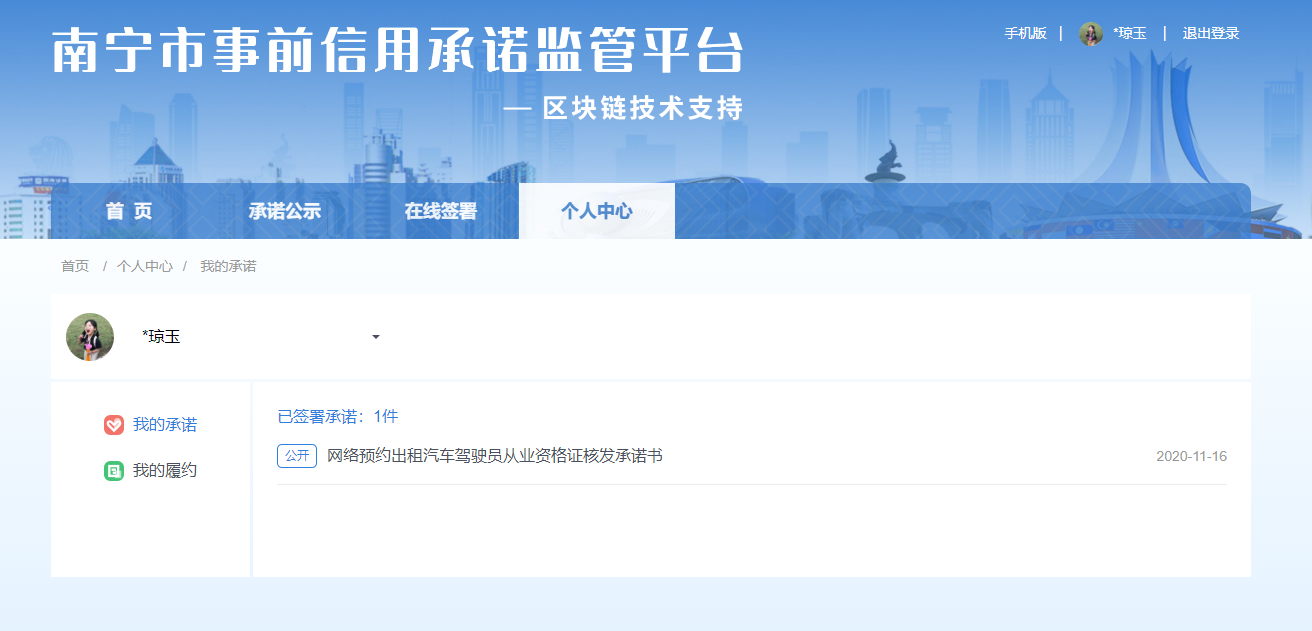 南宁市事前信用承诺监管平台
— 区块链技术支持
手机版 | *琼玉 | 退出登录
首 页 承诺公示 在线签署 个人中心
首页 / 个人中心 / 我的承诺
*琼玉
我的承诺
我的履约
已签署承诺：1件
公开 网络预约出租汽车驾驶员从业资格证核发承诺书 2020-11-16